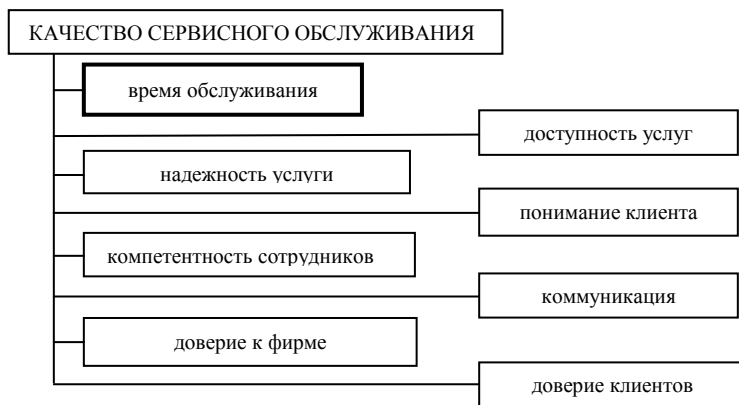 КАЧЕСТВО СЕРВИСНОГО ОБСЛУЖИВАНИЯ
время обслуживания
доступность услуг
надежность услуги
понимание клиента
компетентность сотрудников
коммуникация
доверие к фирме
доверие клиентов